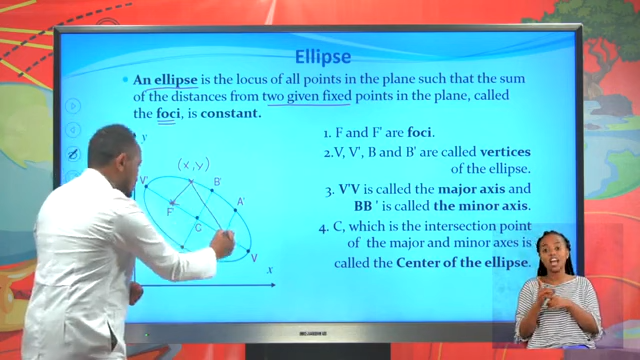 Ellipse
• An ellipse is the locus of all points in the plane such that the sum
of the distances from two given fixed points in the plane, called
the foci, is constant.
y
(x,y)
V'
B'
F'
A'
C
V
x
1. F and F' are foci.
2. V, V', B and B' are called vertices
of the ellipse.
3. V'V is called the major axis and
BB' is called the minor axis.
4. C, which is the intersection point
of the major and minor axes is
called the Center of the ellipse.